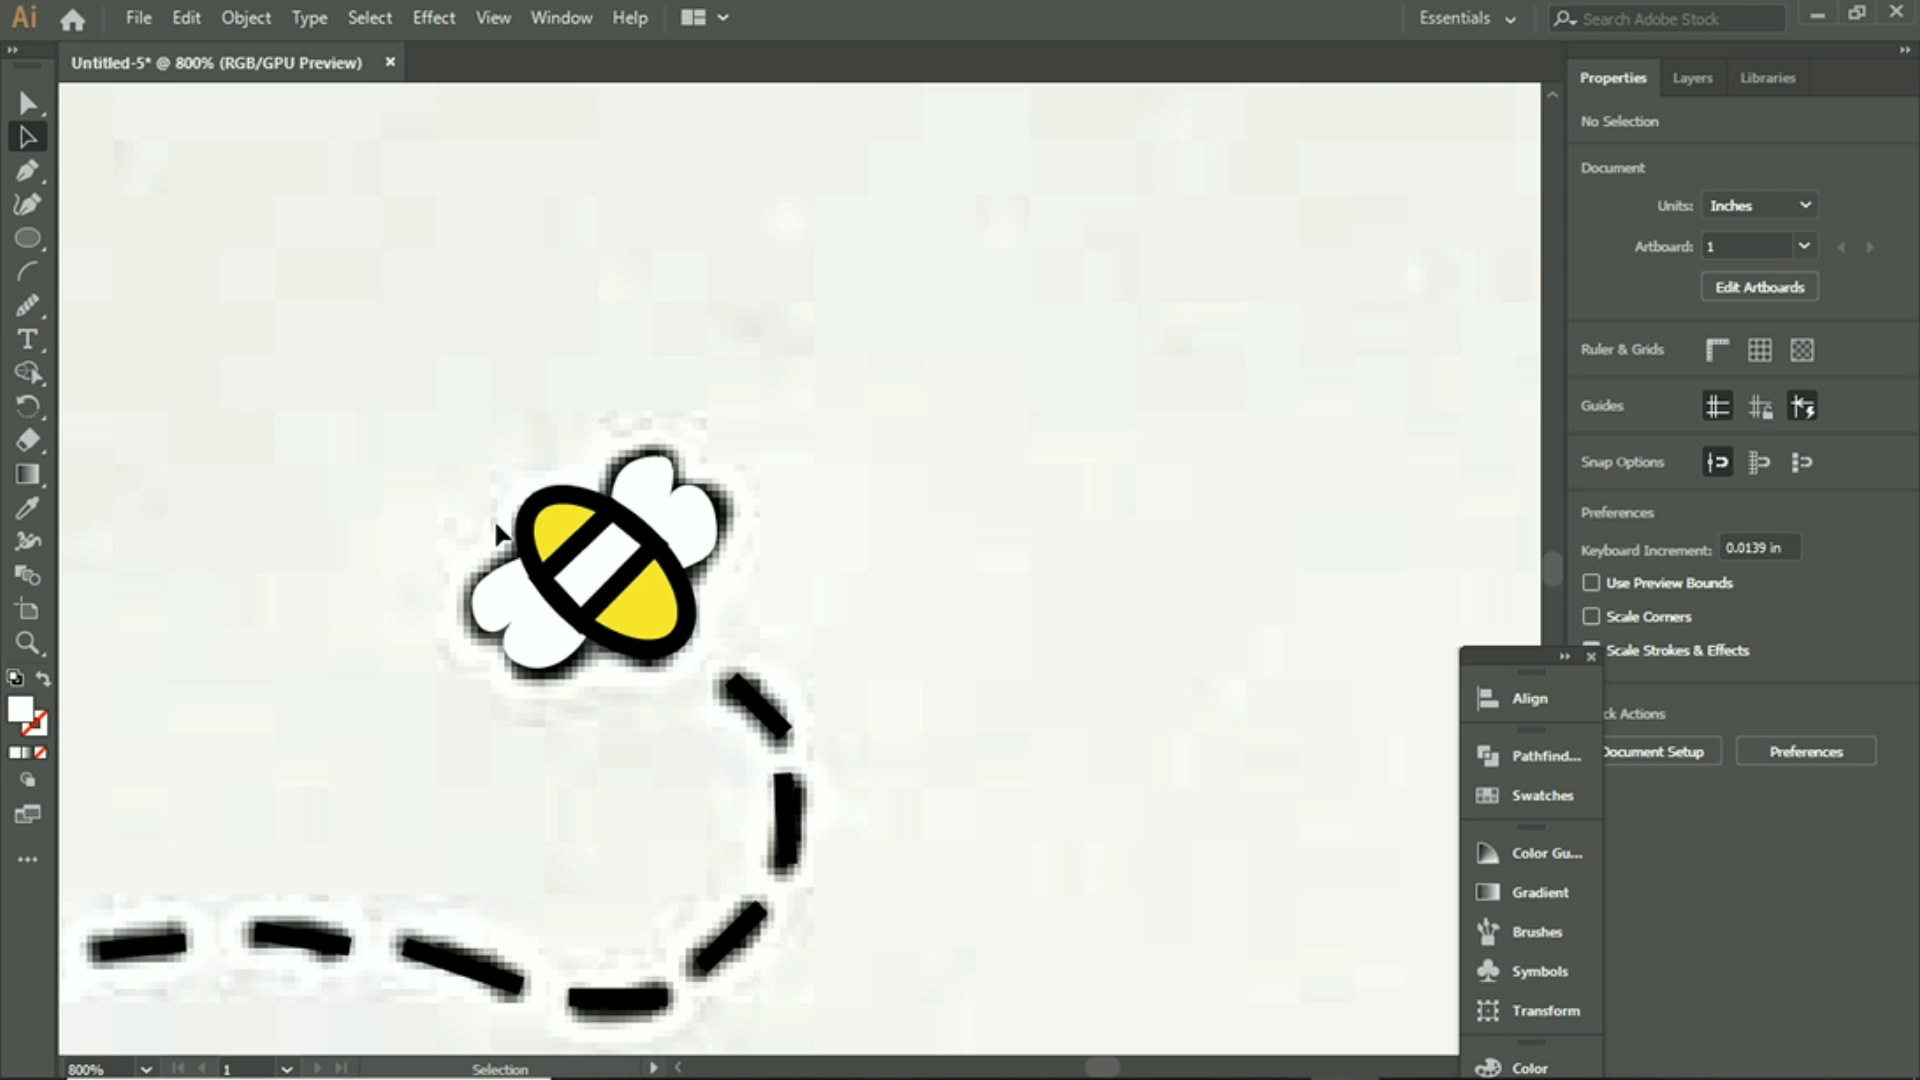 Ai File Edit Object Type Select Effect View Window Help Essentials Search Adobe Stock
Untitled-5* @ 800% (RGB/GPU Preview)
Properties Layers Libraries
No Selection
Document
Units: Inches
Artboard: 1
Edit Artboards
Ruler & Grids
Guides
Snap Options
Preferences
Keyboard Increment: 0.0139 in
Use Preview Bounds
Scale Corners
Scale Strokes & Effects
Align
ck Actions
Pathfind...
Document Setup Preferences
Swatches
Color Gu...
Gradient
Brushes
Symbols
Transform
Color
800% 1 Selection